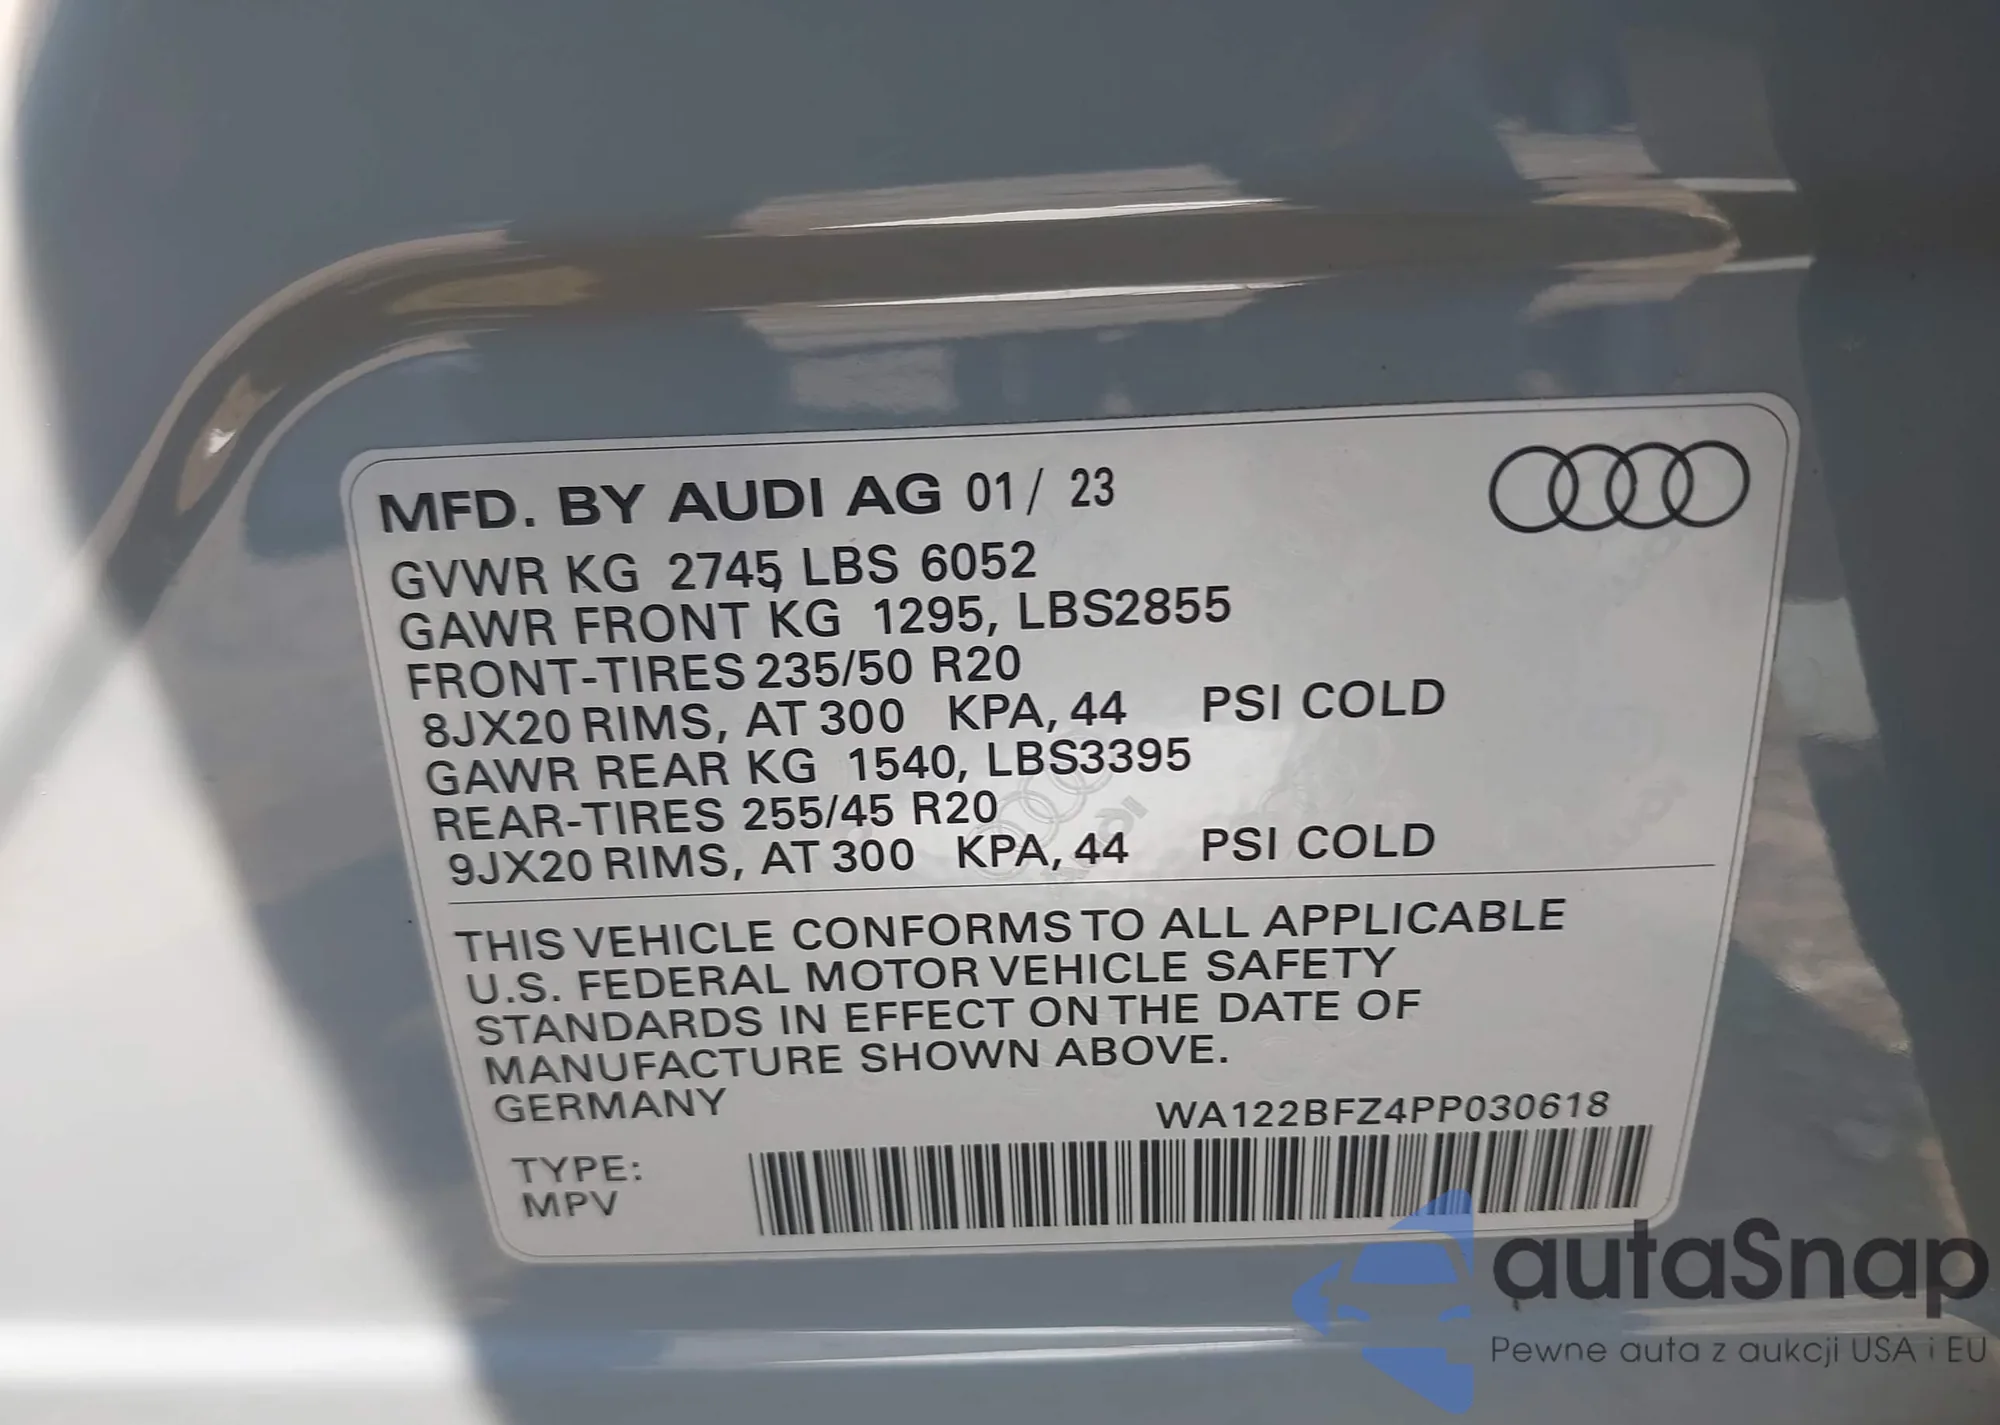 MFD. BY AUDI AG 01/ 23
GVWR KG 2745, LBS 6052
GAWR FRONT KG 1295, LBS2855
FRONT-TIRES 235/50 R20
8JX20 RIMS, AT 300 KPA, 44 PSI COLD
GAWR REAR KG 1540, LBS3395
REAR-TIRES 255/45 R20
9JX20 RIMS, AT 300 KPA, 44 PSI COLD
THIS VEHICLE CONFORMS TO ALL APPLICABLE
U.S. FEDERAL MOTOR VEHICLE SAFETY
STANDARDS IN EFFECT ON THE DATE OF
MANUFACTURE SHOWN ABOVE.
GERMANY
WA122BFZ4PP030618
TYPE:
MPV
Audi
autaSnap
Pewne auta z aukcji USA i EU